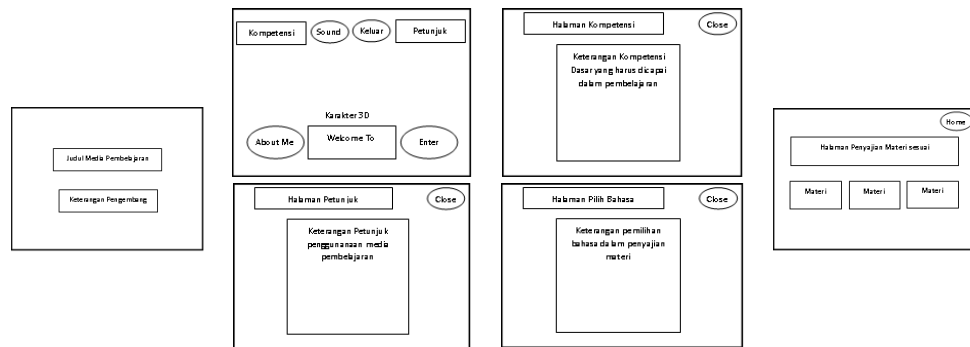 Judul Media Pembelajaran
Keterangan Pengembang
Kompetensi
Sound
Keluar
Petunjuk
Karakter 3D
About Me
Welcome To
Enter
Halaman Petunjuk
Close
Keterangan Petunjuk
penggunanaan media
pembelajaran
Halaman Kompetensi
Close
Keterangan Kompetensi
Dasar yang harus dicapai
dalam pembelajaran
Halaman Pilih Bahasa
Close
Keterangan pemilihan
bahasa dalam penyajian
materi
Home
Halaman Penyajian Materi sesuai
Materi
Materi
Materi